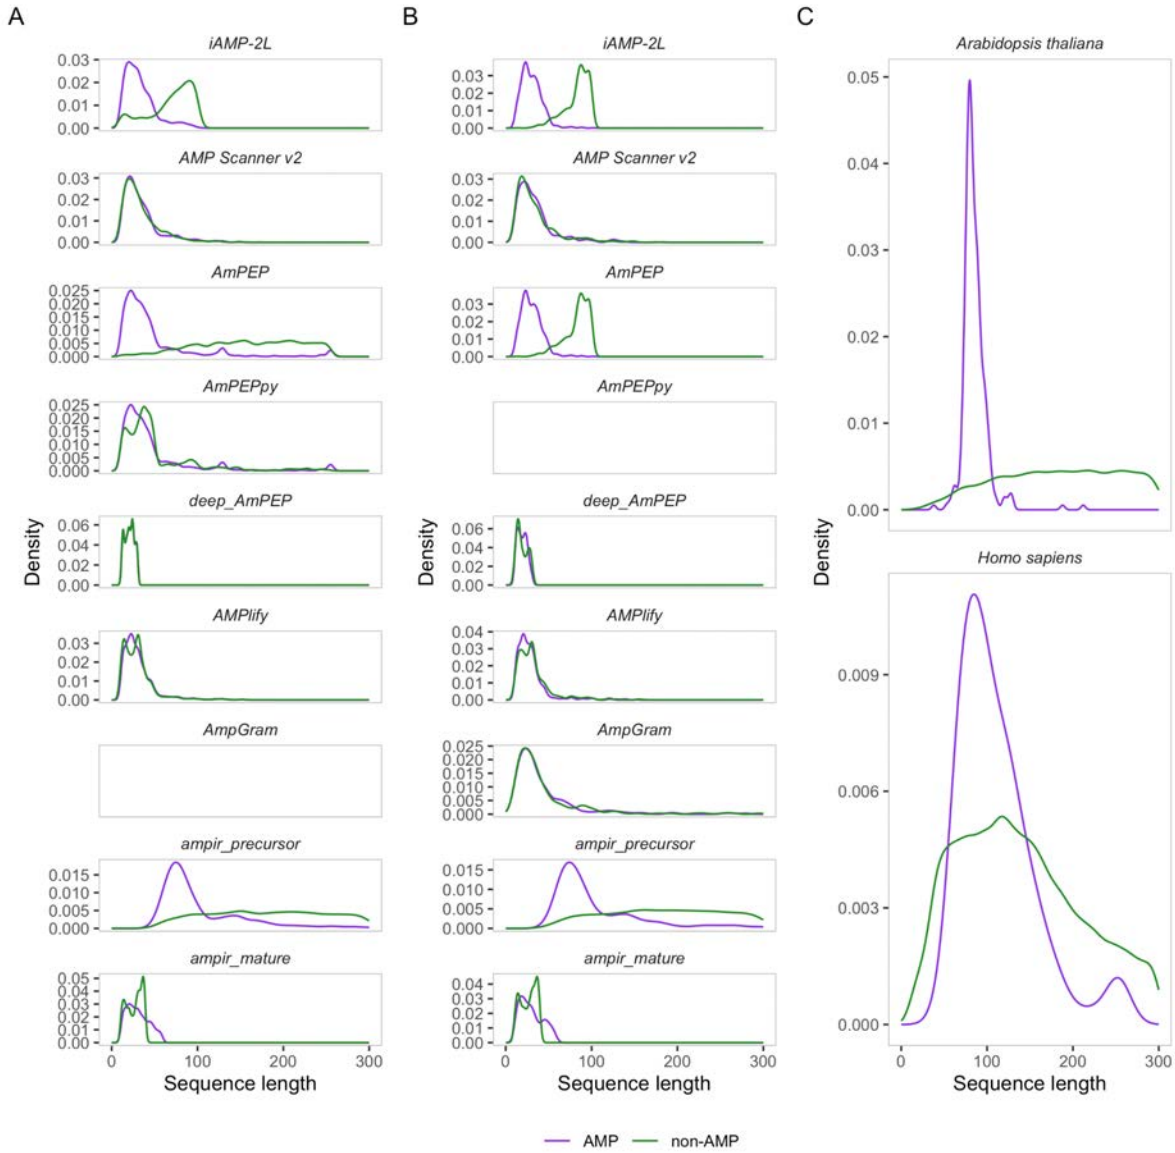 A
iAMP-2L
0.03
0.02
0.01
0.00
AMP Scanner v2
0.03
0.02
0.01
0.00
AmPEP
0.025
0.020
0.015
0.010
0.005
0.000
AmPEPpy
0.025
0.020
0.015
0.010
0.005
0.000
deep_AmPEP
0.06
0.04
0.02
0.00
AMPlify
0.03
0.02
0.01
0.00
AmpGram
ampir_precursor
0.015
0.010
0.005
0.000
ampir_mature
0.05
0.04
0.03
0.02
0.01
0.00
0 100 200 300
Sequence length
Density
B
iAMP-2L
0.03
0.02
0.01
0.00
AMP Scanner v2
0.03
0.02
0.01
0.00
AmPEP
0.03
0.02
0.01
0.00
AmPEPpy
deep_AmPEP
0.06
0.04
0.02
0.00
AMPlify
0.04
0.03
0.02
0.01
0.00
AmpGram
0.025
0.020
0.015
0.010
0.005
0.000
ampir_precursor
0.015
0.010
0.005
0.000
ampir_mature
0.04
0.03
0.02
0.01
0.00
0 100 200 300
Sequence length
Density
C
Arabidopsis thaliana
0.05
0.04
0.03
0.02
0.01
0.00
Homo sapiens
0.009
0.006
0.003
0.000
0 100 200 300
Sequence length
Density
AMP non-AMP